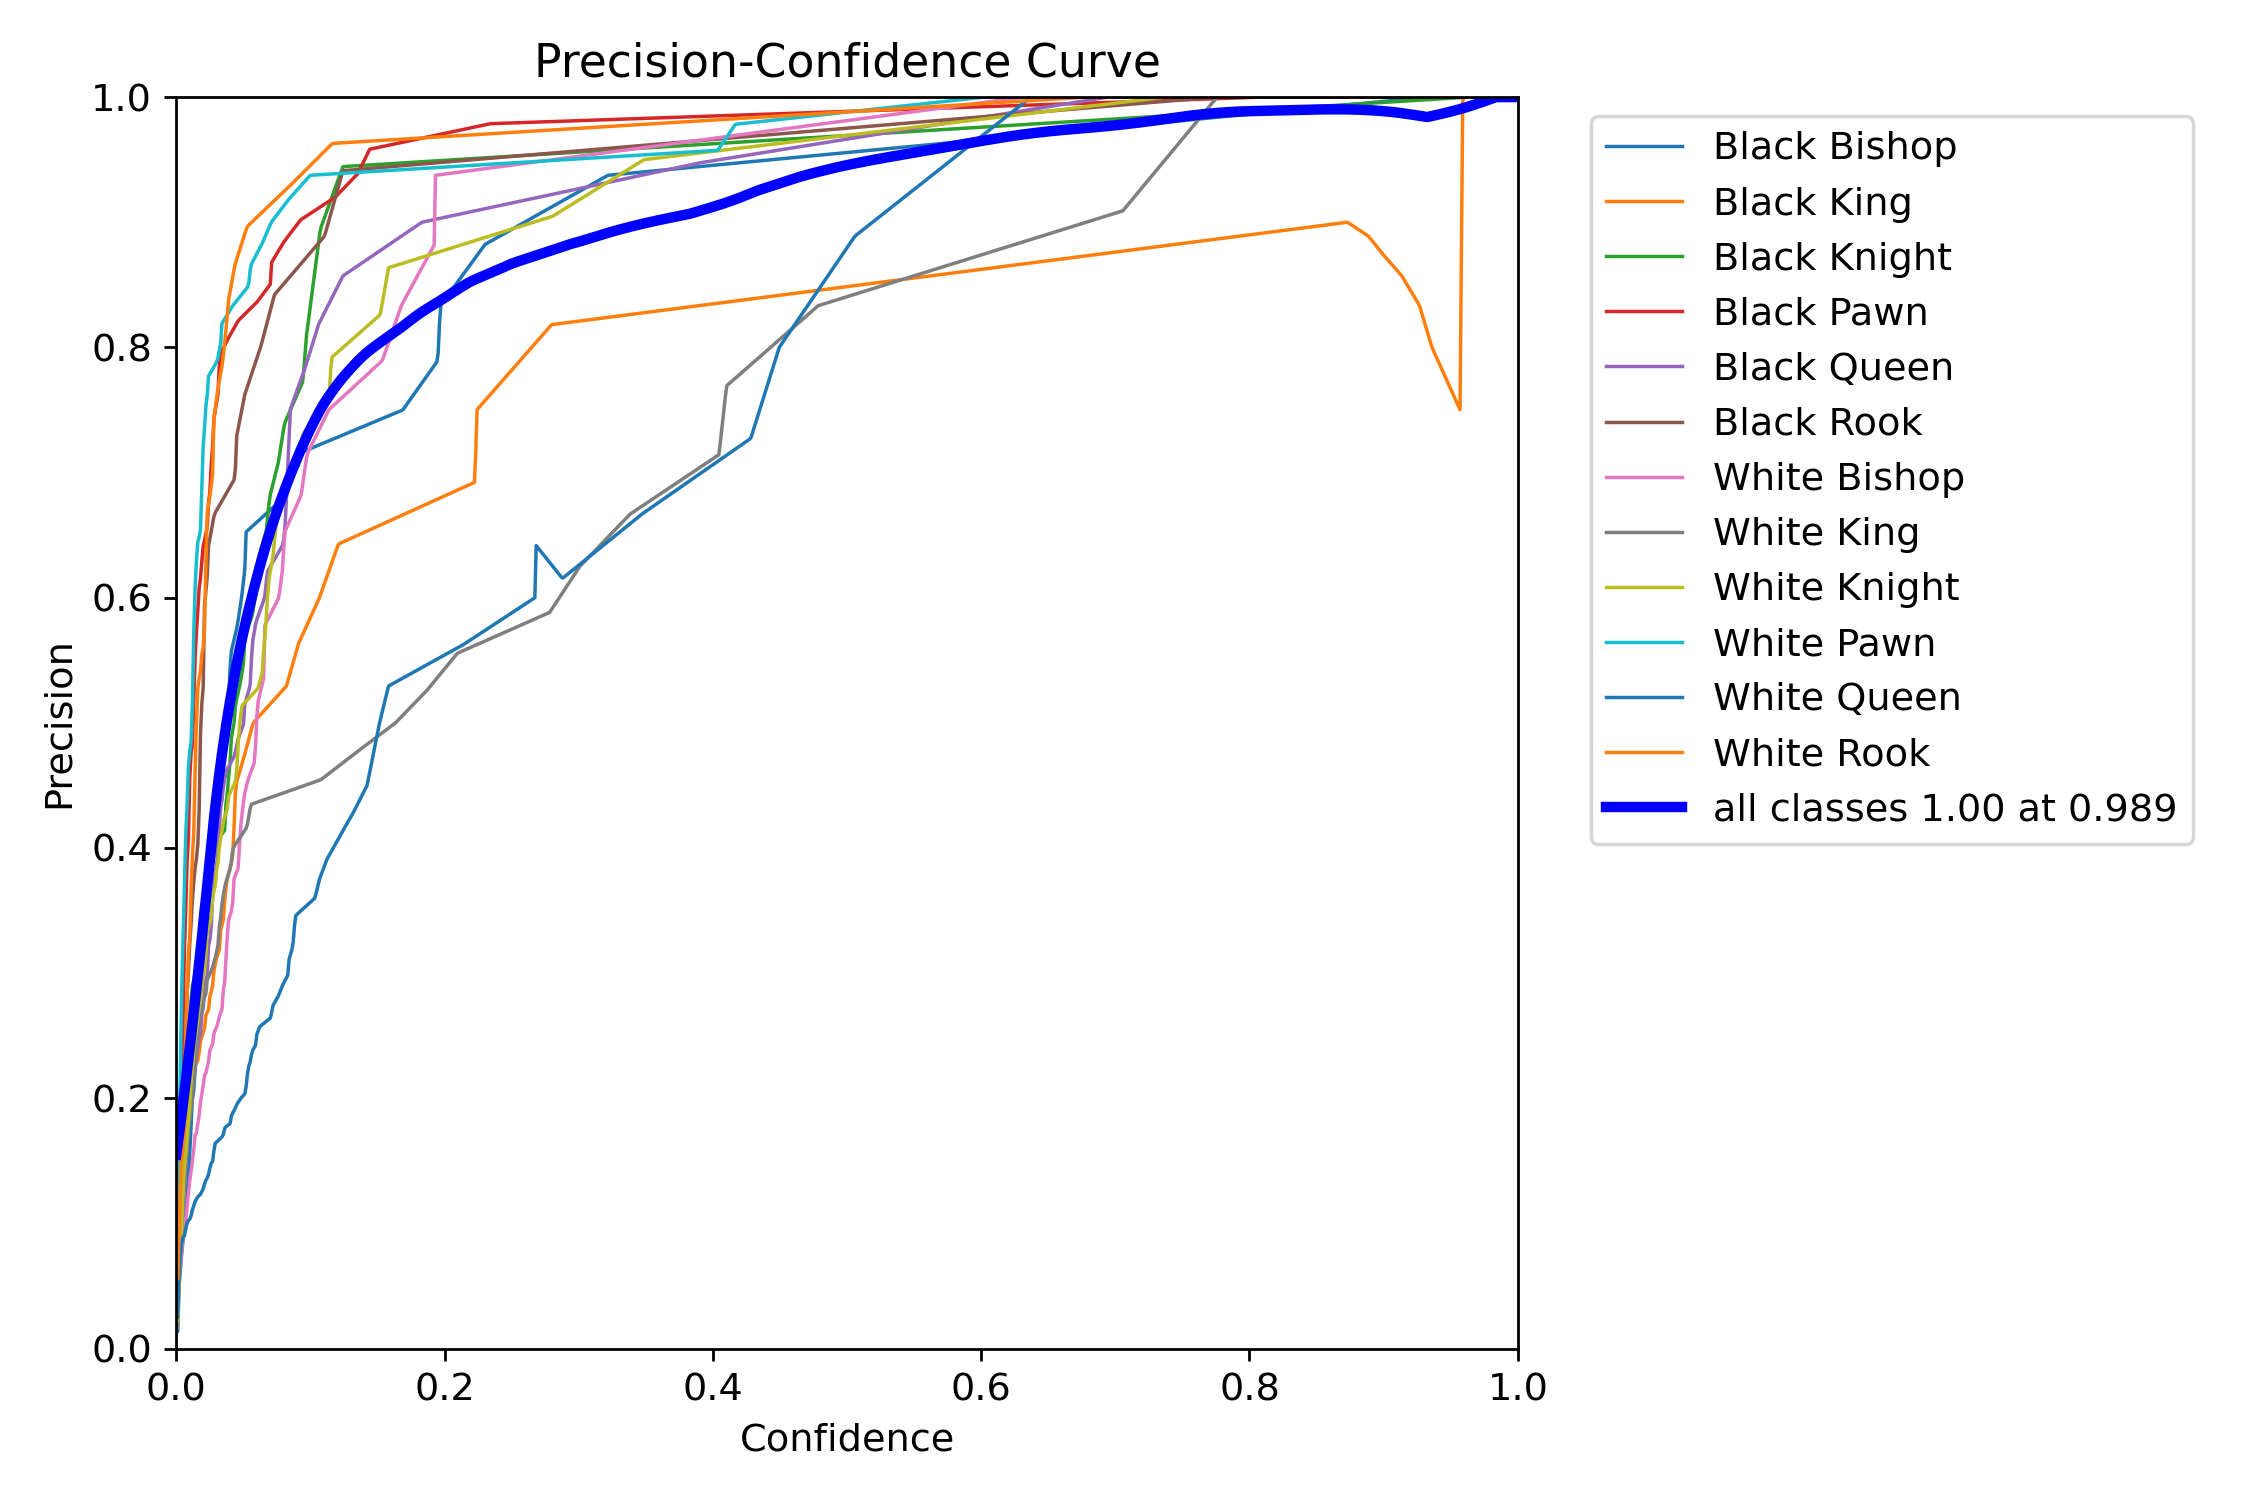 Precision-Confidence Curve
1.0
0.8
0.6
0.4
0.2
0.0
Precision
0.0 0.2 0.4 0.6 0.8 1.0
Confidence
Black Bishop
Black King
Black Knight
Black Pawn
Black Queen
Black Rook
White Bishop
White King
White Knight
White Pawn
White Queen
White Rook
all classes 1.00 at 0.989